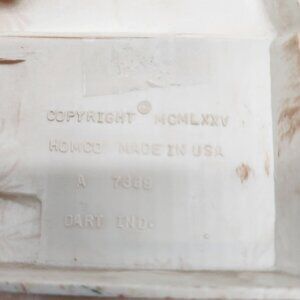 COPYRIGHT © MCMLXXV
HOMCO MADE IN USA
A 7369
DART IND.